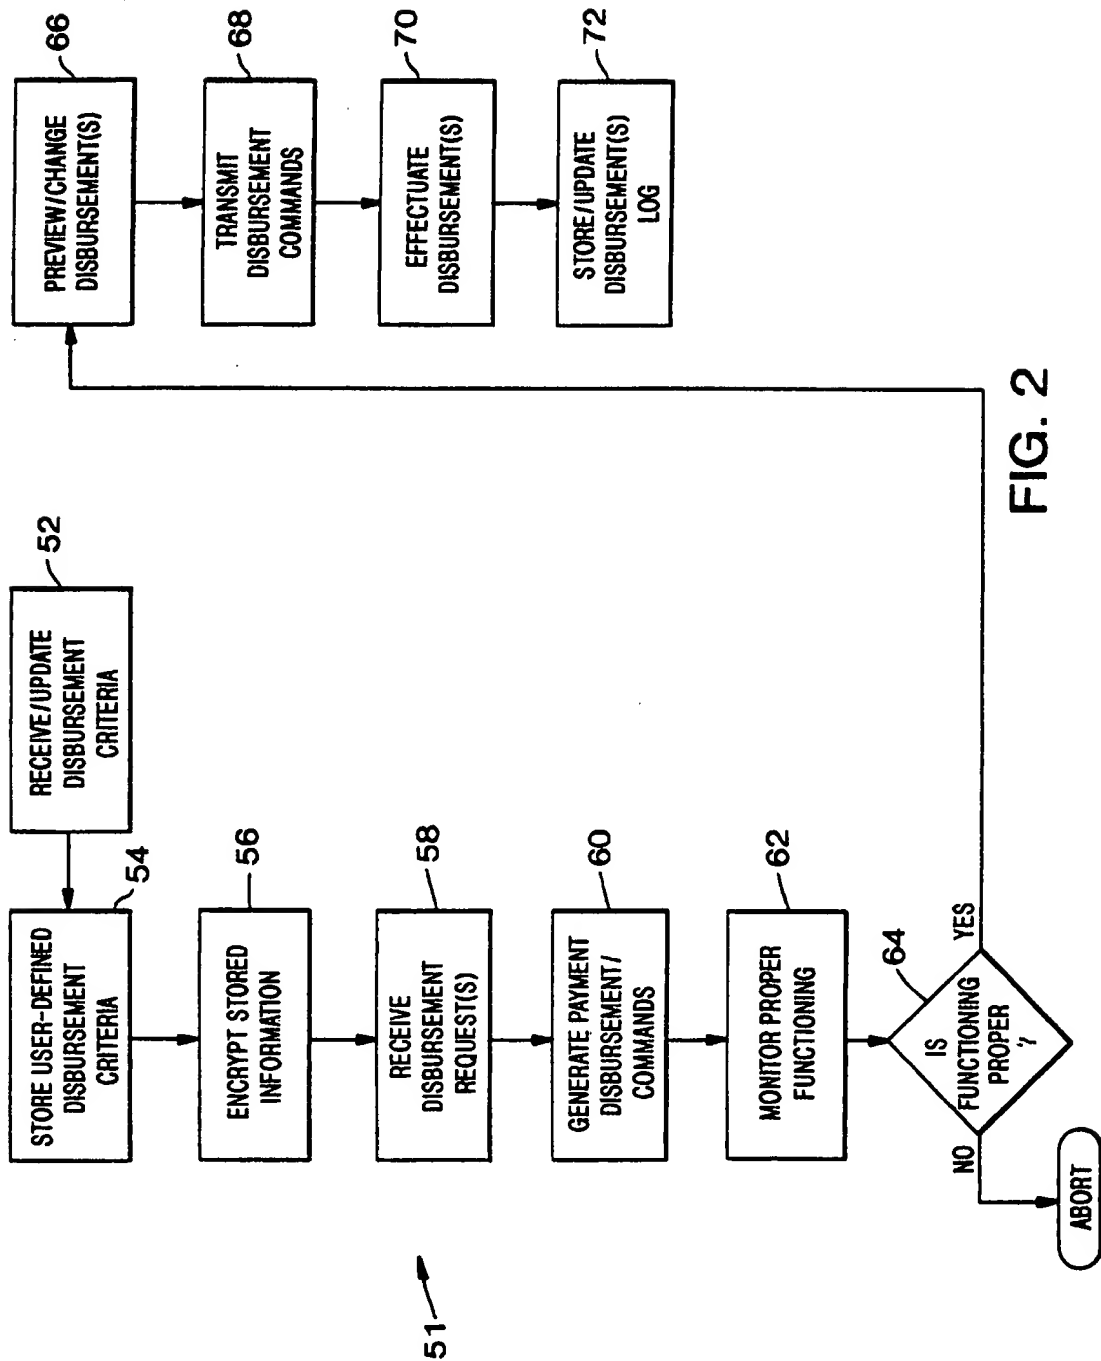 51
RECEIVE/UPDATE
DISBURSEMENT
CRITERIA
52
STORE USER-DEFINED
DISBURSEMENT
CRITERIA
54
ENCRYPT STORED
INFORMATION
56
RECEIVE
DISBURSEMENT
REQUEST(S)
58
GENERATE PAYMENT
DISBURSEMENT/
COMMANDS
60
MONITOR PROPER
FUNCTIONING
62
IS
FUNCTIONING
PROPER
?
64
NO
YES
ABORT
PREVIEW/CHANGE
DISBURSEMENT(S)
66
TRANSMIT
DISBURSEMENT
COMMANDS
68
EFFECTUATE
DISBURSEMENT(S)
70
STORE/UPDATE
DISBURSEMENT(S)
LOG
72
FIG. 2